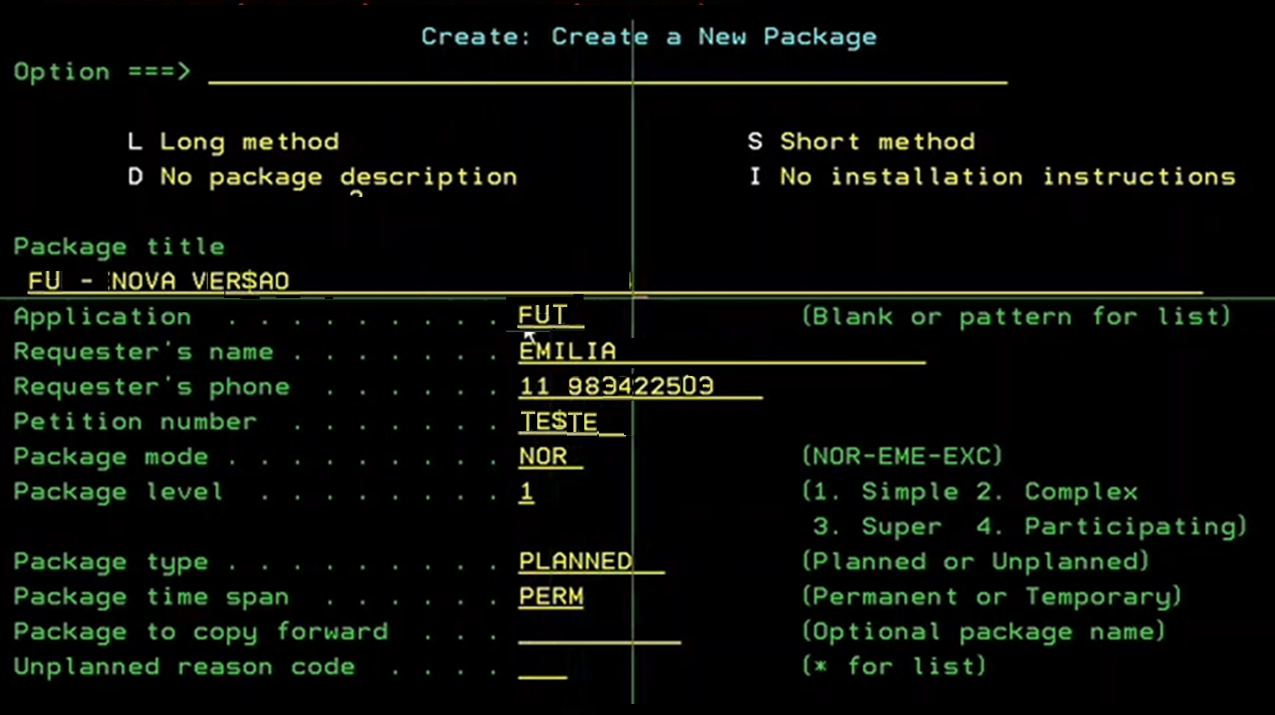 Create: Create a New Package
Option ===>
L Long method S Short method
D No package description I No installation instructions
Package title
FU - NOVA VER$AO
Application . . . . . . . . . FUT (Blank or pattern for list)
Requester's name . . . . . . . EMILIA
Requester's phone . . . . . . 11 983422503
Petition number . . . . . . . TE$TE
Package mode . . . . . . . . . NOR (NOR-EME-EXC)
Package level . . . . . . . . 1 (1. Simple 2. Complex
3. Super 4. Participating)
Package type . . . . . . . . . PLANNED (Planned or Unplanned)
Package time span . . . . . . PERM (Permanent or Temporary)
Package to copy forward . . . (Optional package name)
Unplanned reason code . . . . (* for list)